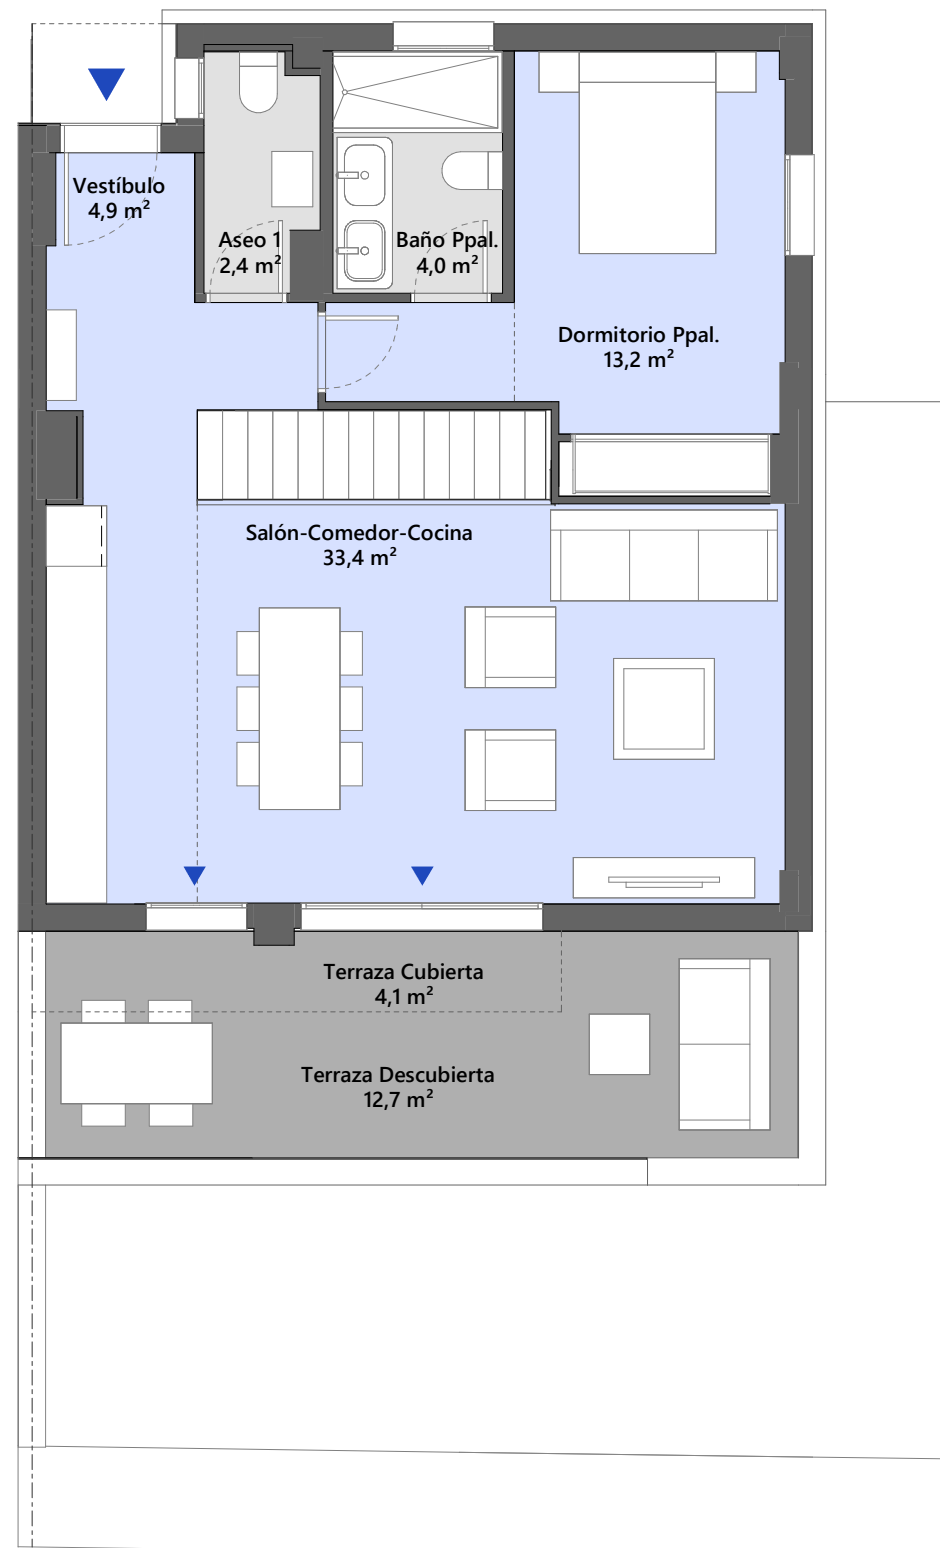 Vestíbulo
4,9 m²
Aseo 1
2,4 m²
Baño Ppal.
4,0 m²
Dormitorio Ppal.
13,2 m²
Salón-Comedor-Cocina
33,4 m²
Terraza Cubierta
4,1 m²
Terraza Descubierta
12,7 m²